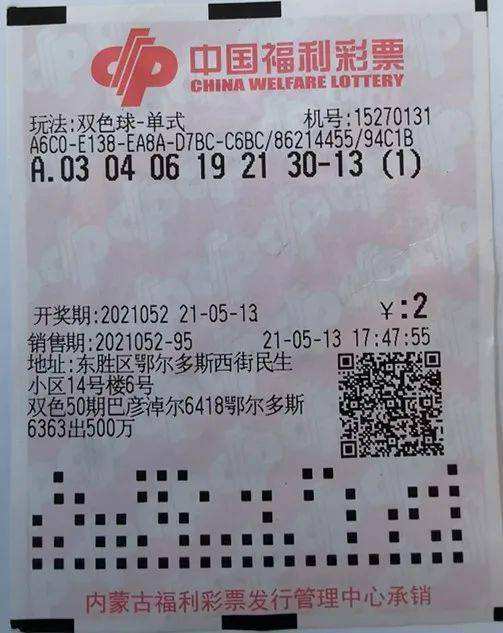 中国福利彩票
CHINA WELFARE LOTTERY
玩法:双色球-单式 机号:15270131
A6C0-E138-EA8A-D7BC-C6BC/86214455/94C1B
A.03 04 06 19 21 30-13 (1)
开奖期:2021052 21-05-13 ￥:2
销售期:2021052-95 21-05-13 17:47:55
地址:东胜区鄂尔多斯西街民生
小区14号楼6号
双色50期巴彦淖尔6418鄂尔多斯
6363出500万
内蒙古福利彩票发行管理中心承销